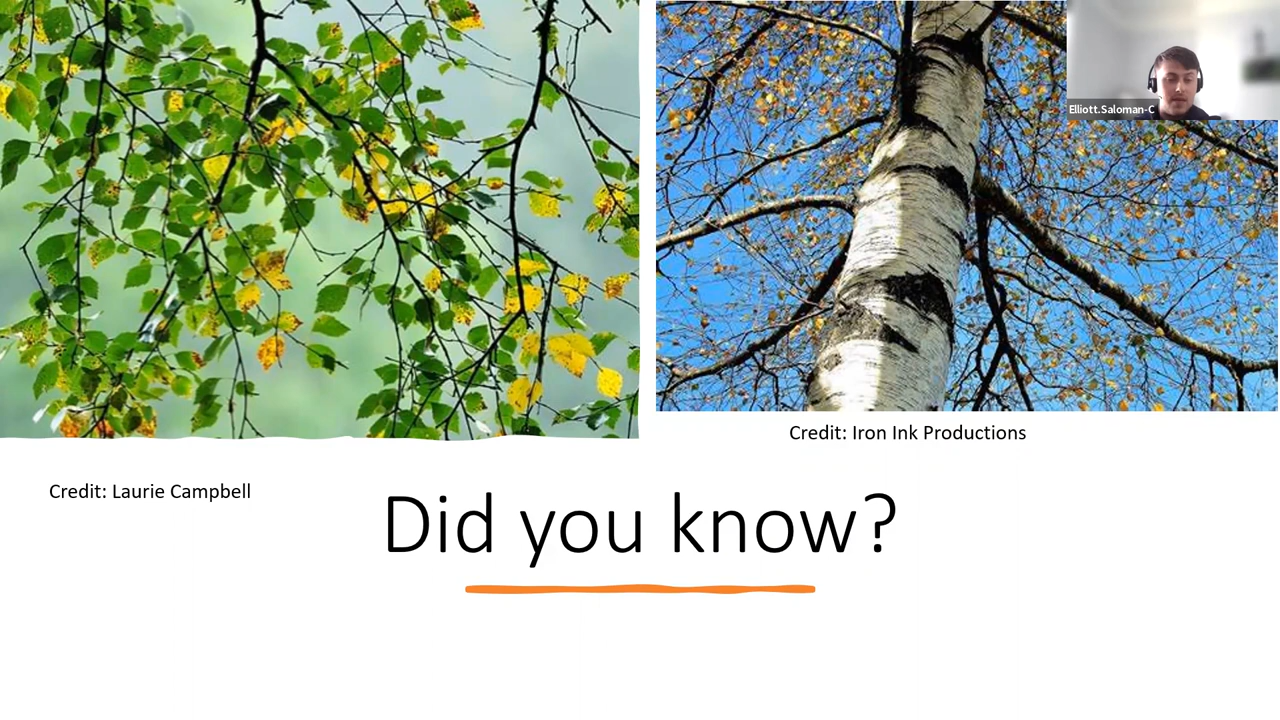 Elliott.Saloman-C
Credit: Iron Ink Productions
Credit: Laurie Campbell
Did you know?